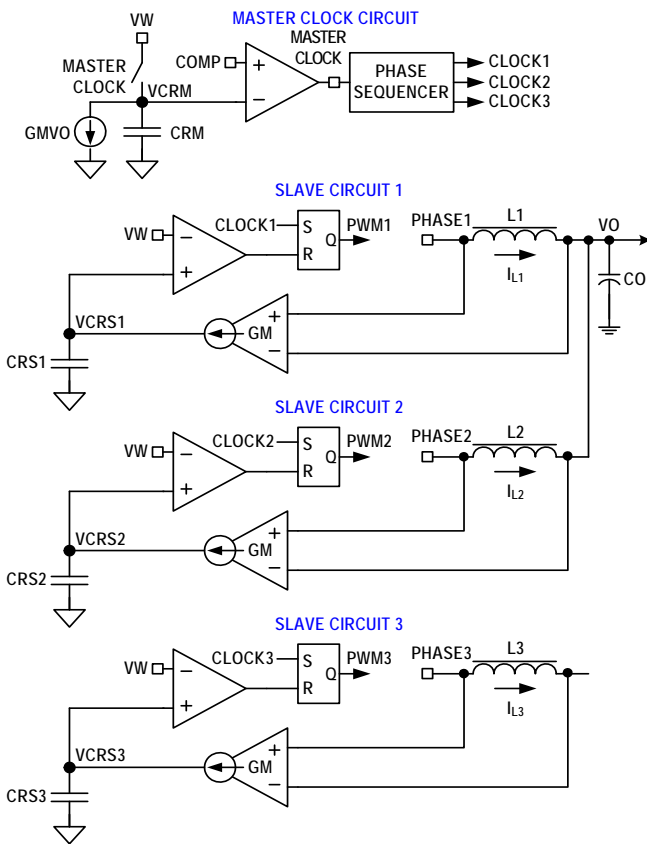 MASTER CLOCK CIRCUIT
VW
MASTER
CLOCK
MASTER
CLOCK
COMP
+
−
VCRM
GMVO
CRM
PHASE
SEQUENCER
CLOCK1
CLOCK2
CLOCK3
SLAVE CIRCUIT 1
VW
−
+
CLOCK1
S
R
Q
PWM1
PHASE1
L1
IL1
VO
CO
VCRS1
CRS1
GM
+
−
SLAVE CIRCUIT 2
VW
−
+
CLOCK2
S
R
Q
PWM2
PHASE2
L2
IL2
VCRS2
CRS2
GM
+
−
SLAVE CIRCUIT 3
VW
−
+
CLOCK3
S
R
Q
PWM3
PHASE3
L3
IL3
VCRS3
CRS3
GM
+
−